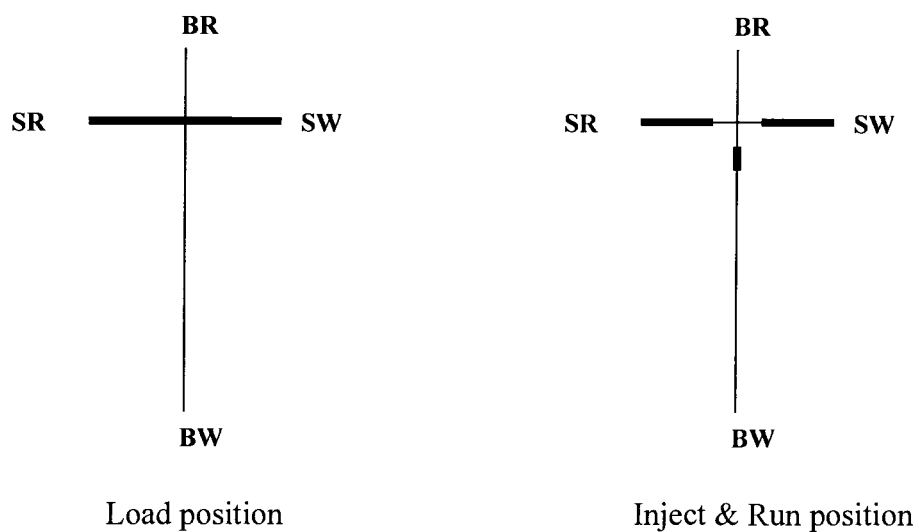 BR
SR SW
BW
Load position
BR
SR SW
BW
Inject & Run position